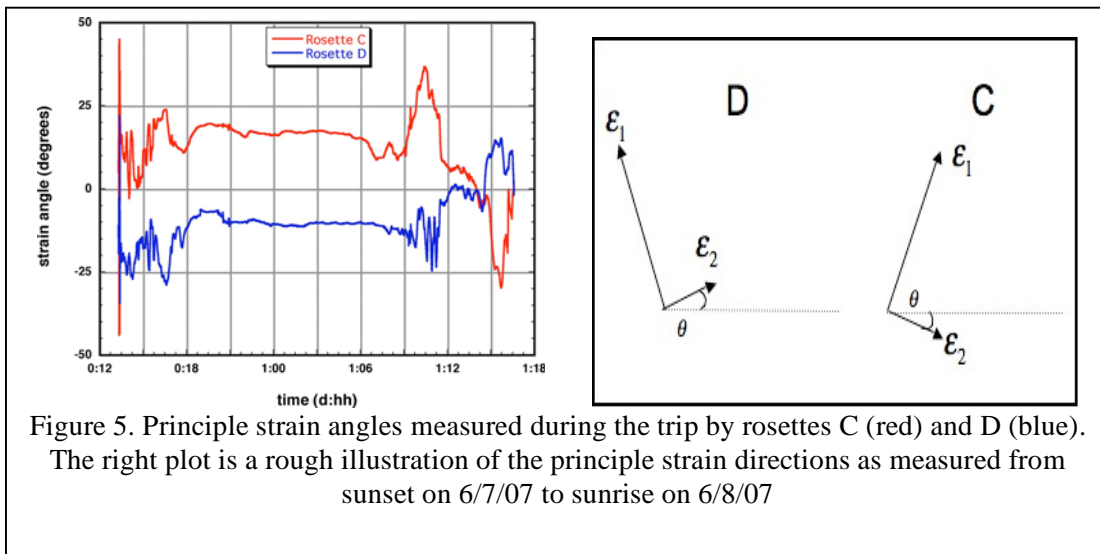 50
25
0
-25
-50
strain angle (degrees)
Rosette C
Rosette D
0:12 0:18 1:00 1:06 1:12 1:18
time (d:hh)
D C
ε₁ ε₁
ε₂ θ
θ ε₂
Figure 5. Principle strain angles measured during the trip by rosettes C (red) and D (blue).
The right plot is a rough illustration of the principle strain directions as measured from
sunset on 6/7/07 to sunrise on 6/8/07